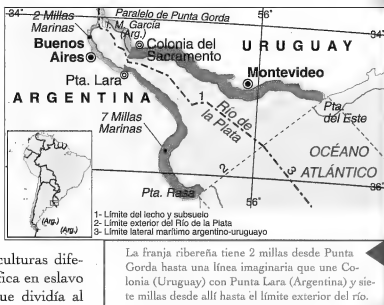 34°
2 Millas
Marinas
Paralelo de Punta Gorda
56°
34°
I. M. García
(Arg.)
Buenos
Aires
Colonia del
Sacramento
URUGUAY
Pta. Lara
Montevideo
ARGENTINA
1
Río de
la Plata
Pta.
del Este
7 Millas
Marinas
2
OCÉANO
ATLÁNTICO
3
Pta. Rasa
36°
56°
(Arg.)
(Arg.)
1- Límite del lecho y subsuelo
2- Límite exterior del Río de la Plata
3- Límite lateral marítimo argentino-uruguayo
culturas dife-
fica en eslavo
ue dividía al
La franja ribereña tiene 2 millas desde Punta
Gorda hasta una línea imaginaria que une Co-
lonia (Uruguay) con Punta Lara (Argentina) y sie-
te millas desde allí hasta el límite exterior del río.